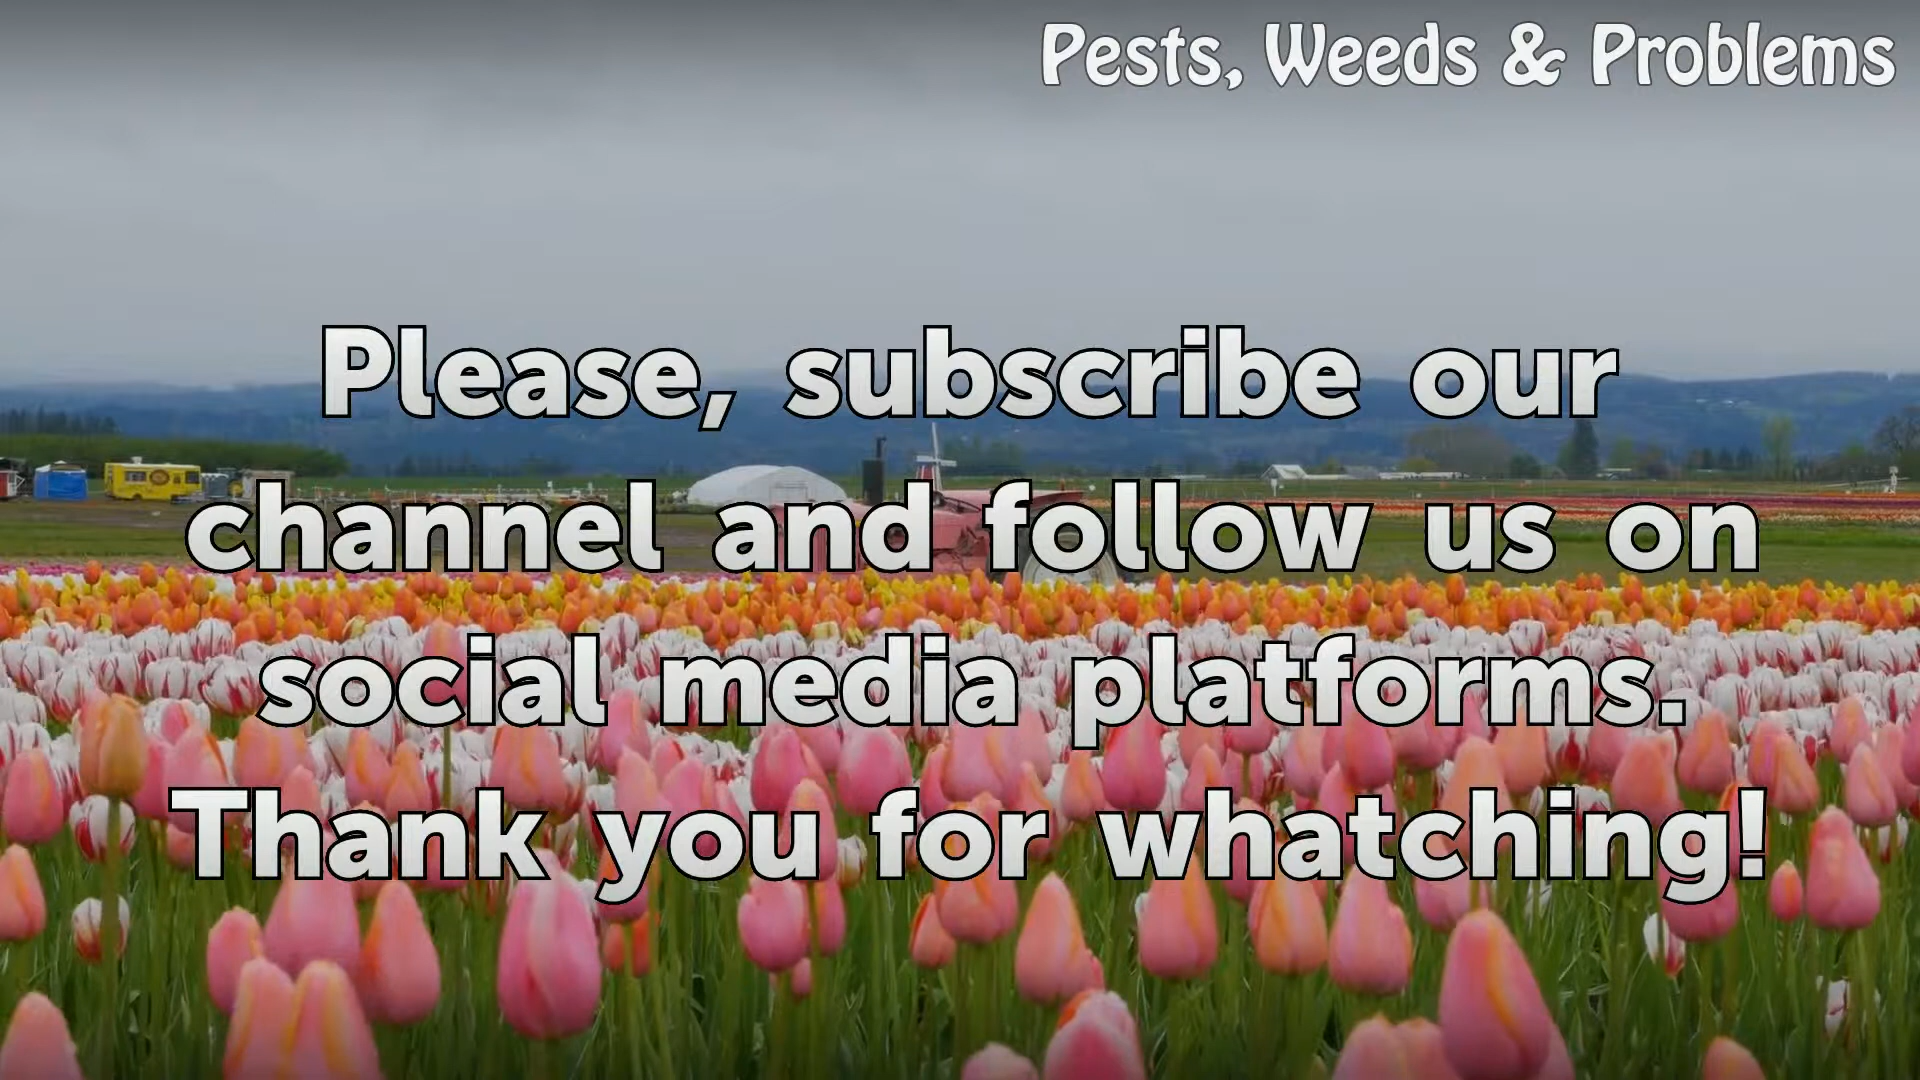 Pests, Weeds & Problems
Please, subscribe our
channel and follow us on
social media platforms.
Thank you for whatching!